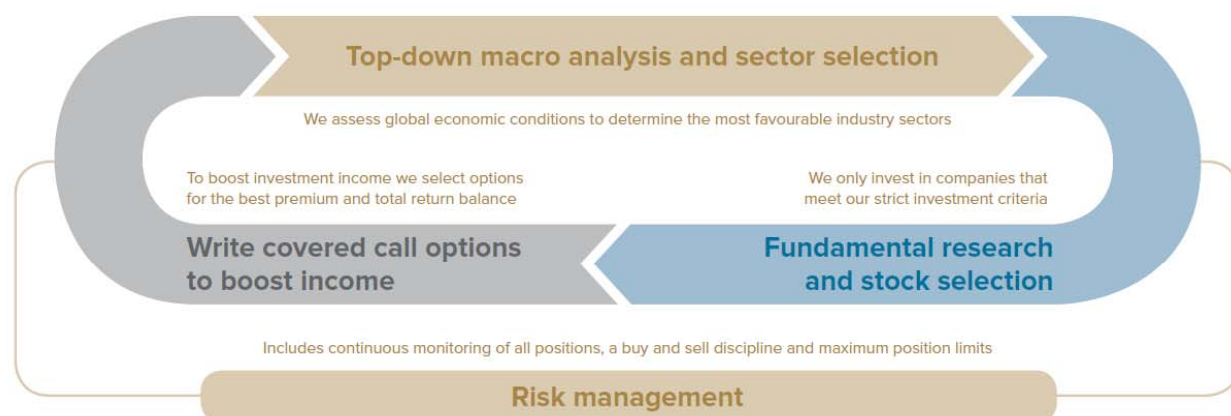 Top-down macro analysis and sector selection
We assess global economic conditions to determine the most favourable industry sectors
To boost investment income we select options
for the best premium and total return balance
We only invest in companies that
meet our strict investment criteria
Write covered call options
to boost income
Fundamental research
and stock selection
Includes continuous monitoring of all positions, a buy and sell discipline and maximum position limits
Risk management